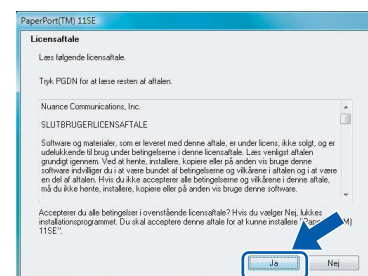 PaperPort(TM) 11SE
Licensaftale
Læs følgende licensaftale.
Tryk PGDN for at læse resten af aftalen.
Nuance Communications, Inc.
SLUTBRUGERLICENSAFTALE
Software og materialer, som er leveret med denne aftale, er under licens, ikke solgt, og er
udelukkende til brug under betingelserne i denne licensaftale. Læs venligst aftalen
grundigt igennem. Ved at hente, installere, kopiere eller på anden vis bruge denne
software indvilliger du i at være bundet af betingelserne og vilkårene i aftalen og i at være
en del af aftalen. Hvis du ikke accepterer alle betingelserne og vilkårene i denne aftale,
må du ikke hente, installere, kopiere eller på anden vis bruge denne software.
Accepterer du alle betingelser i ovenstående licensaftale? Hvis du vælger Nej, lukkes
installationsprogrammet. Du skal acceptere denne aftale for at kunne installere "PaperPort(TM)
11SE".
Ja
Nej